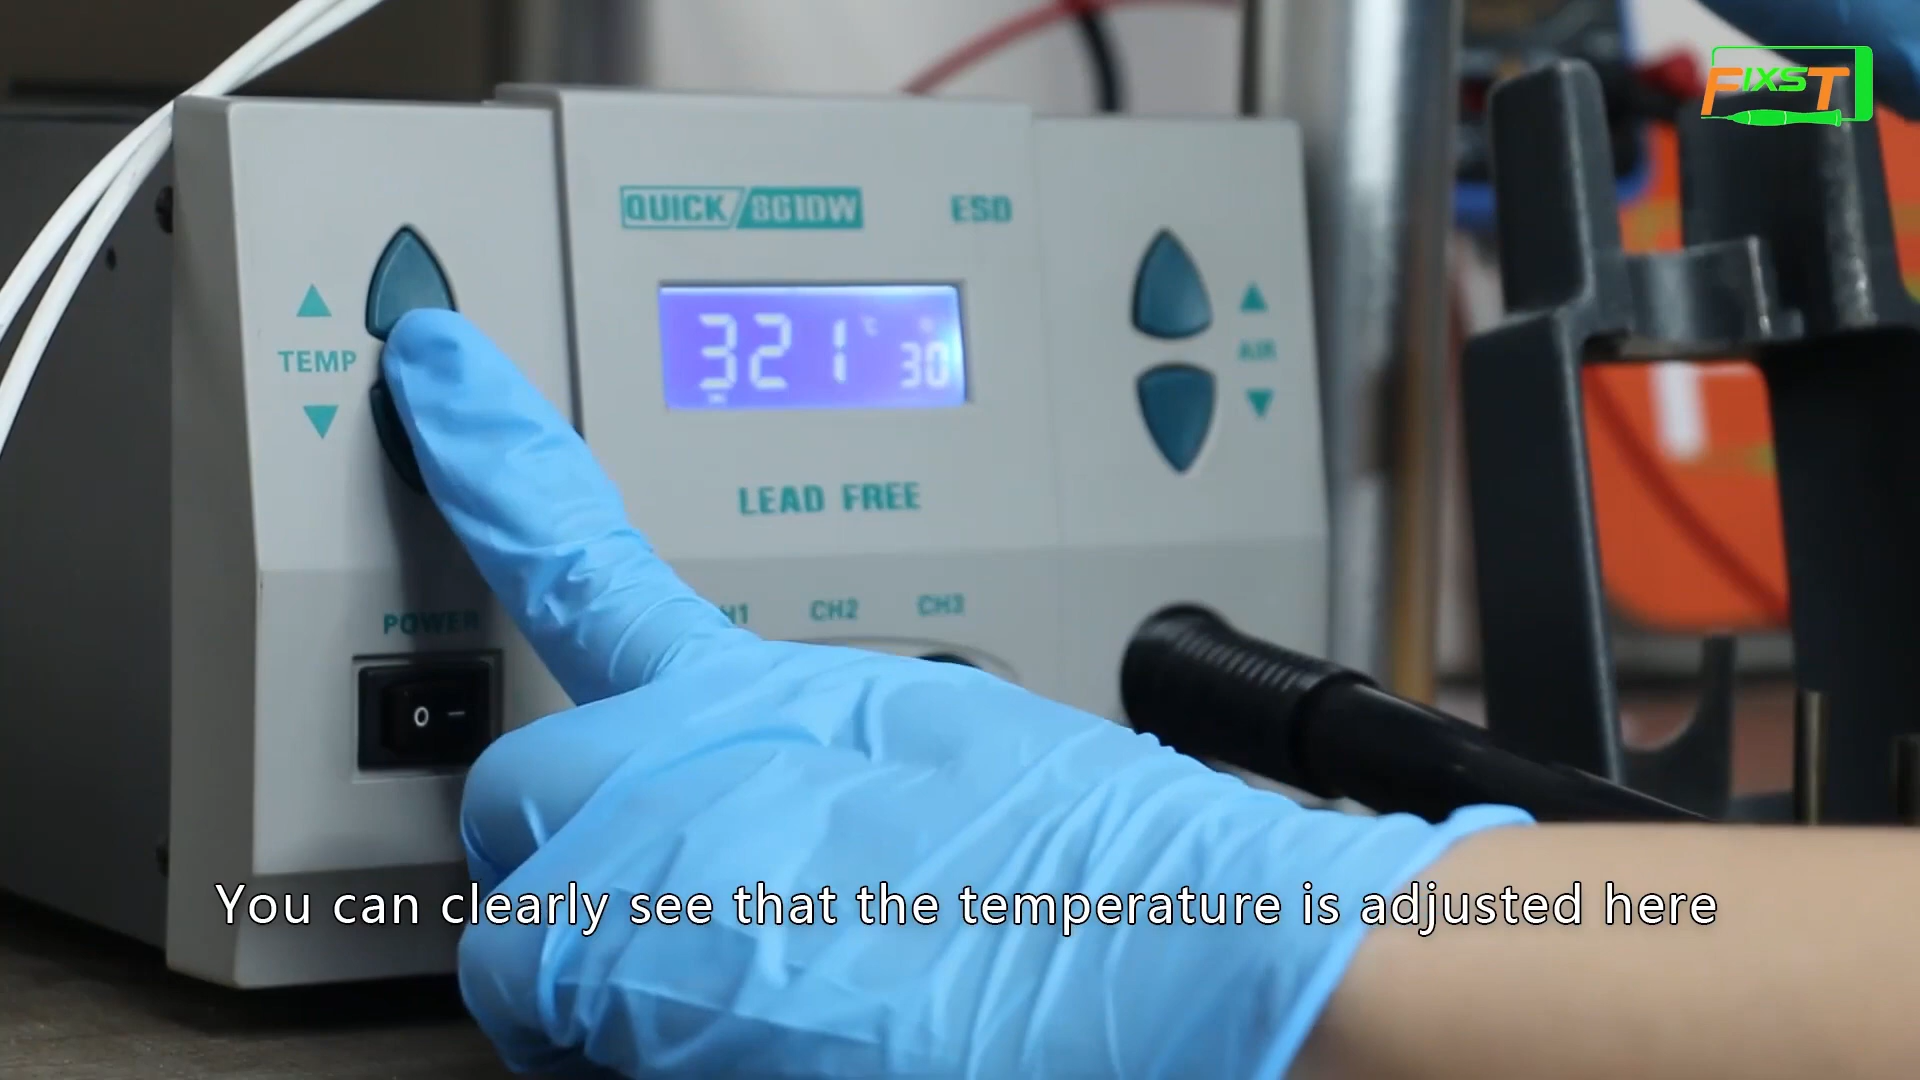 FIXST
QUICK 861DW
ESD
321 °C 30
TEMP
AIR
LEAD FREE
H1 CH2 CH3
POWER
You can clearly see that the temperature is adjusted here